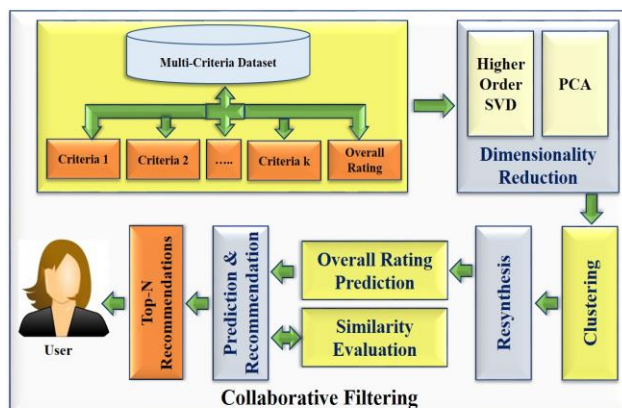 Multi-Criteria Dataset
Criteria 1
Criteria 2
…..
Criteria k
Overall
Rating
Higher
Order
SVD
PCA
Dimensionality
Reduction
User
Top-N
Recommendations
Prediction &
Recommendation
Overall Rating
Prediction
Similarity
Evaluation
Resynthesis
Clustering
Collaborative Filtering